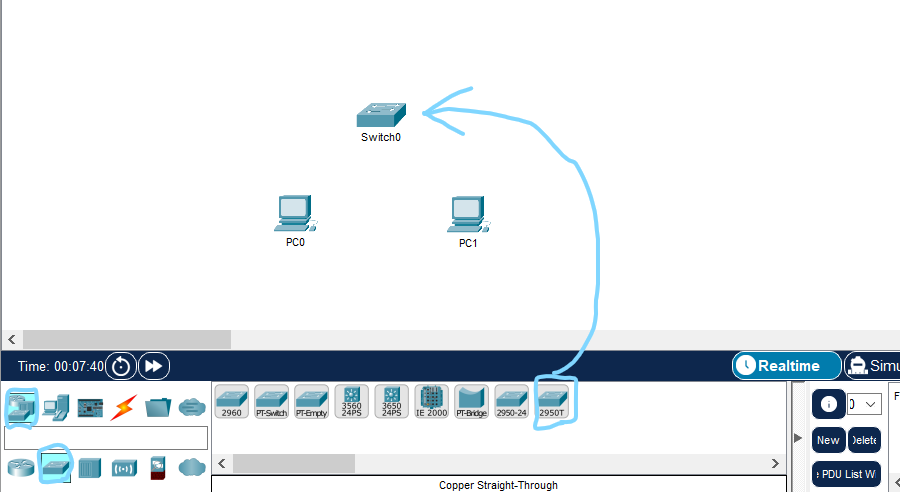 Switch0
PC0
PC1
Time: 00:07:40
Realtime
Simu
2960
PT-Switch
PT-Empty
3560
24PS
3650
24PS
IE 2000
PT-Bridge
2950-24
2950T
0
F
New
Delete
PDU List W
Copper Straight-Through